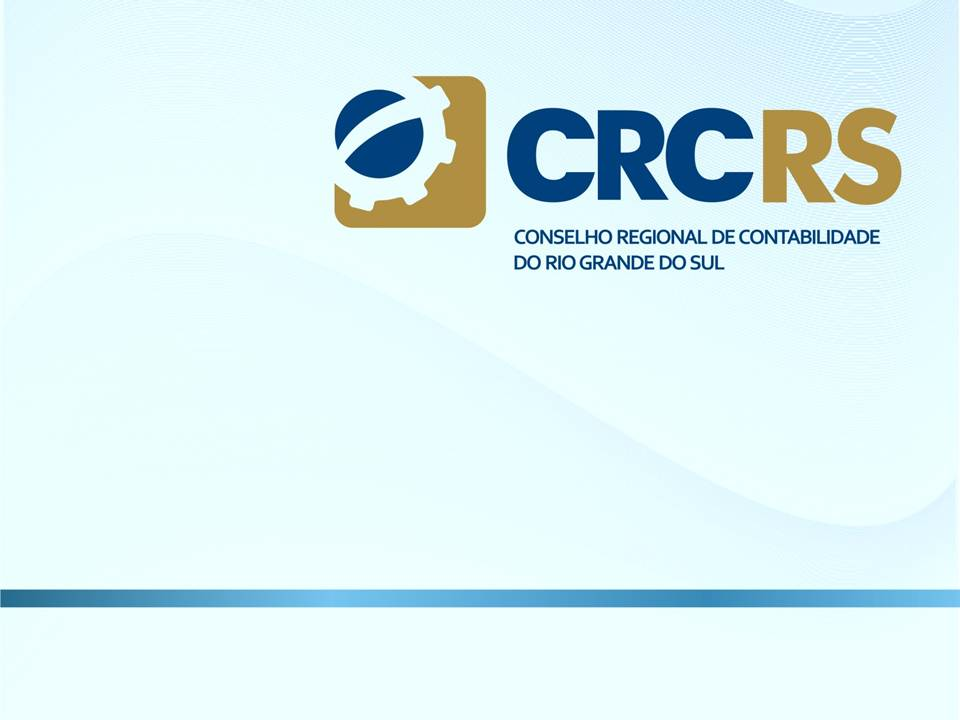 CRCRS
CONSELHO REGIONAL DE CONTABILIDADE
DO RIO GRANDE DO SUL